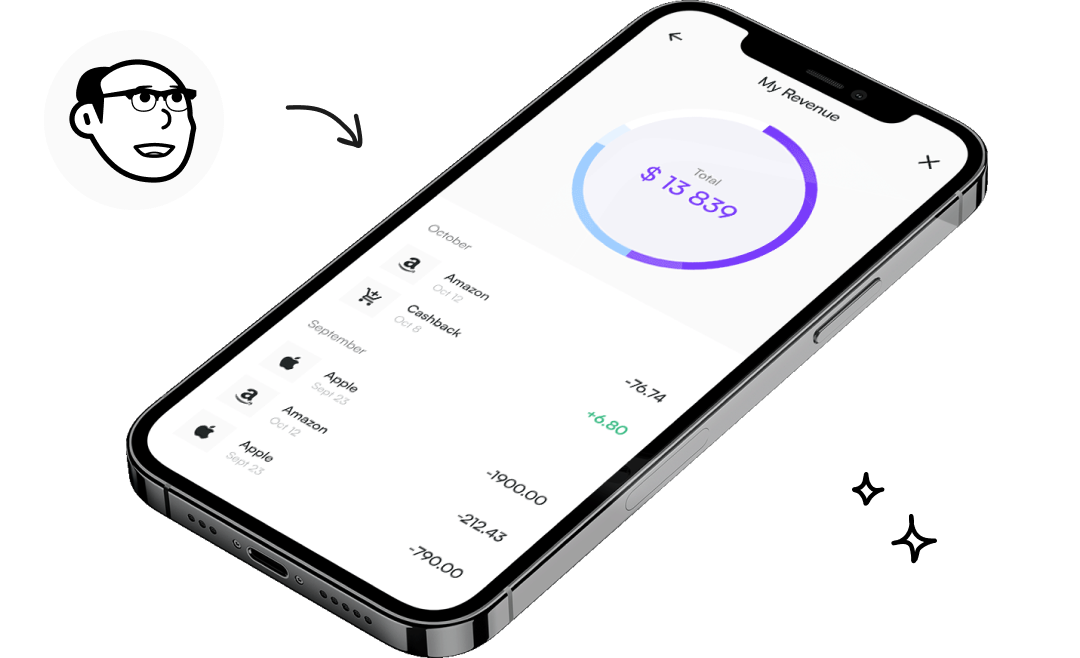 My Revenue
Total
$ 13 839
October
Amazon
Oct 12
-76.74
Cashback
Oct 8
+6.80
September
Apple
Sept 23
-1900.00
Amazon
Oct 12
-212.43
Apple
Sept 23
-790.00